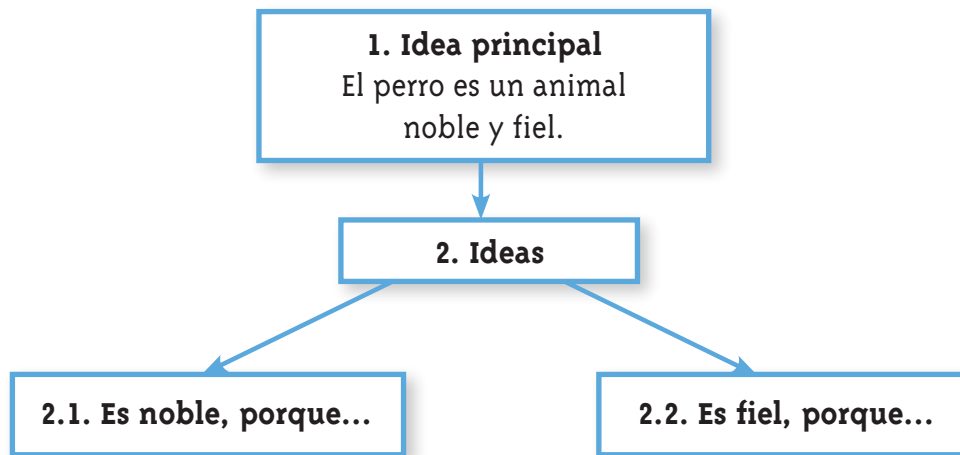 1. Idea principal
El perro es un animal
noble y fiel.
2. Ideas
2.1. Es noble, porque...
2.2. Es fiel, porque...